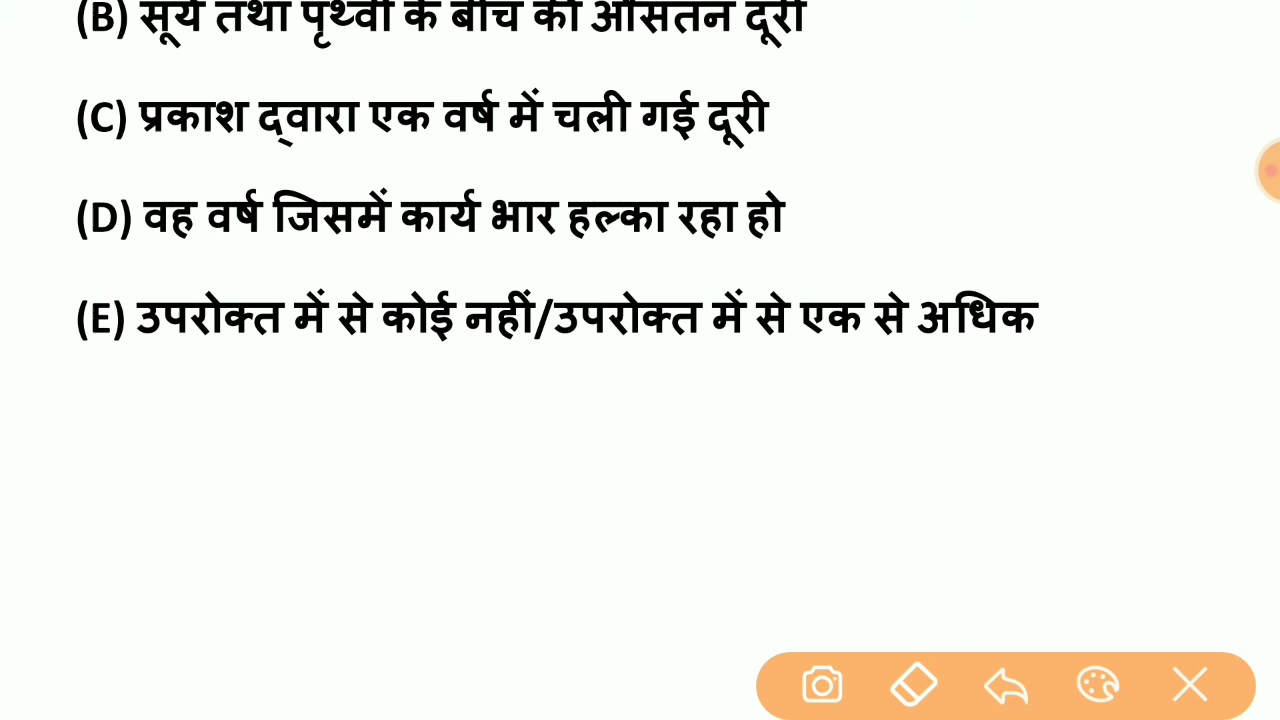 (B) सूर्य तथा पृथ्वी के बीच की औसतन दूरी
(C) प्रकाश द्वारा एक वर्ष में चली गई दूरी
(D) वह वर्ष जिसमें कार्य भार हल्का रहा हो
(E) उपरोक्त में से कोई नहीं/उपरोक्त में से एक से अधिक